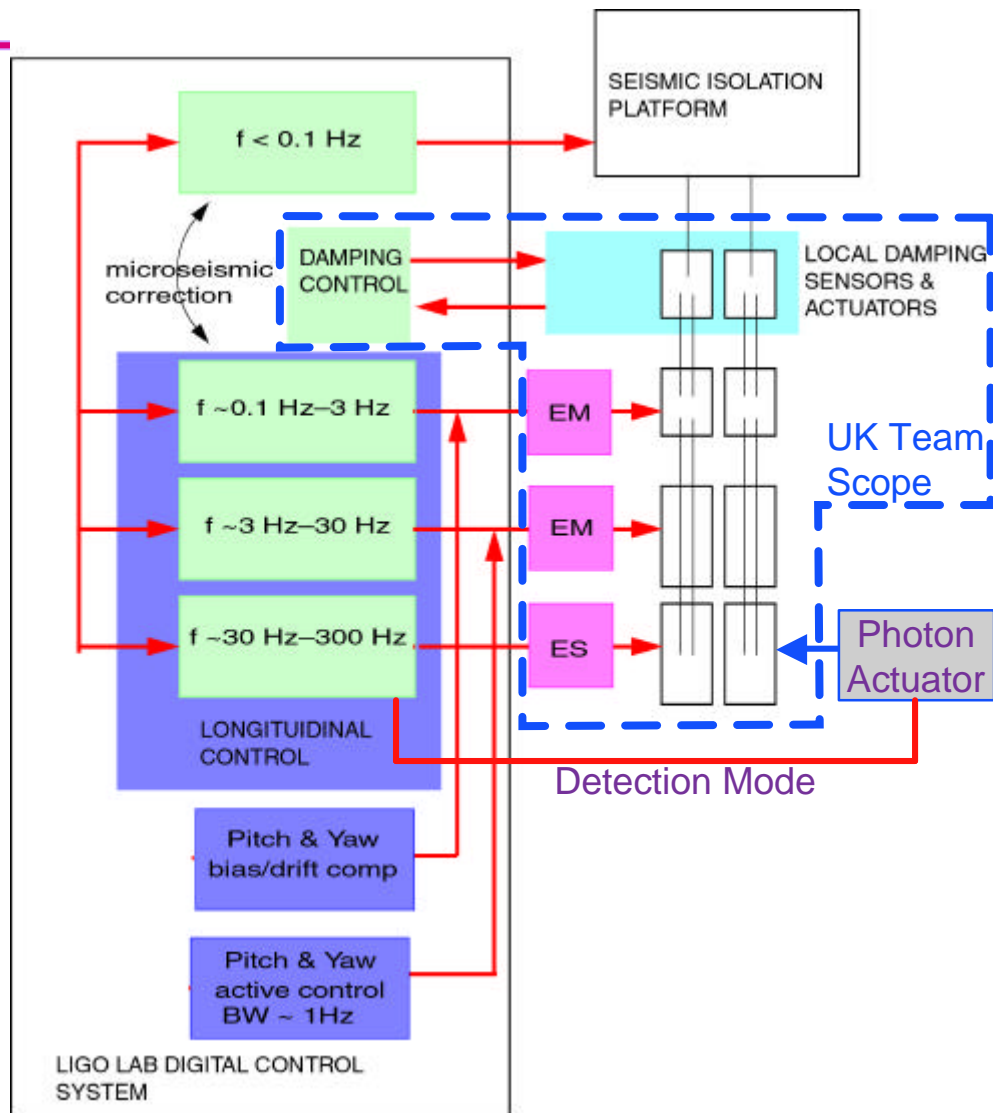 SEISMIC ISOLATION
PLATFORM
f < 0.1 Hz
microseismic
correction
DAMPING
CONTROL
LOCAL DAMPING
SENSORS &
ACTUATORS
f ~0.1 Hz–3 Hz
EM
UK Team
Scope
f ~3 Hz–30 Hz
EM
f ~30 Hz–300 Hz
ES
Photon
Actuator
LONGITUIDINAL
CONTROL
Detection Mode
Pitch & Yaw
bias/drift comp
Pitch & Yaw
active control
BW ~ 1Hz
LIGO LAB DIGITAL CONTROL
SYSTEM